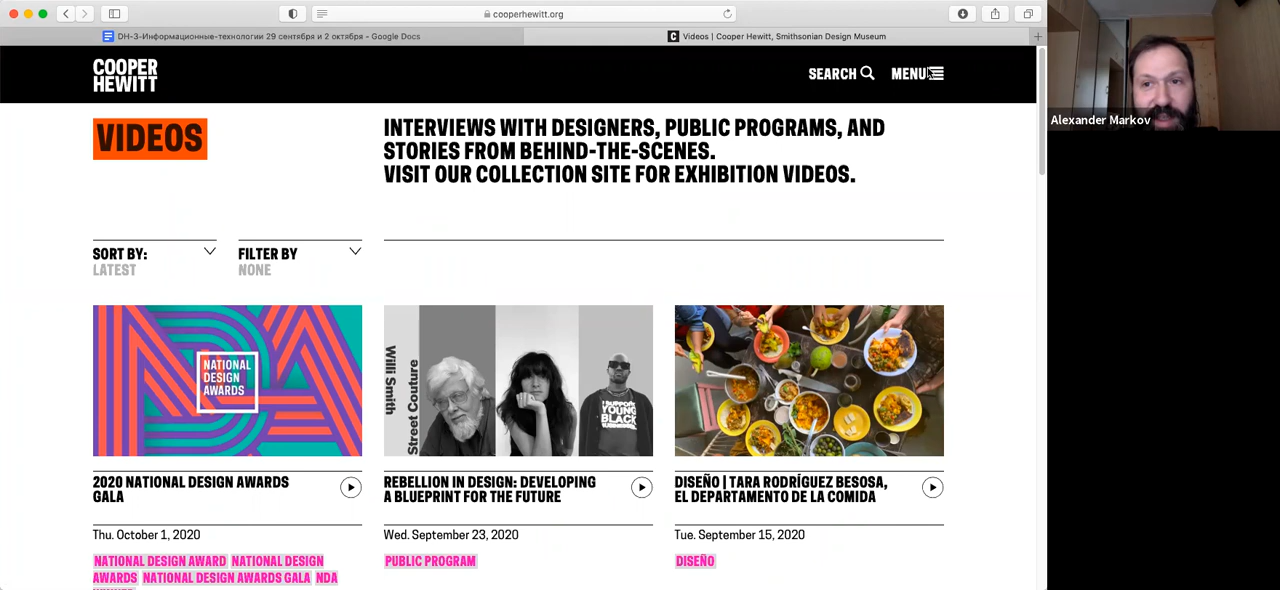 cooperhewitt.org
DH-3-Информационные-технологии 29 сентября и 2 октября - Google Docs
Videos | Cooper Hewitt, Smithsonian Design Museum
COOPER
HEWITT
SEARCH
MENU
Alexander Markov
VIDEOS
INTERVIEWS WITH DESIGNERS, PUBLIC PROGRAMS, AND
STORIES FROM BEHIND-THE-SCENES.
VISIT OUR COLLECTION SITE FOR EXHIBITION VIDEOS.
SORT BY:
LATEST
FILTER BY
NONE
NATIONAL
DESIGN
AWARDS
Willi Smith
Street Couture
I SUPPORT
YOUNG
BLACK
2020 NATIONAL DESIGN AWARDS
GALA
REBELLION IN DESIGN: DEVELOPING
A BLUEPRINT FOR THE FUTURE
DISEÑO | TARA RODRÍGUEZ BESOSA,
EL DEPARTAMENTO DE LA COMIDA
Thu. October 1, 2020
Wed. September 23, 2020
Tue. September 15, 2020
NATIONAL DESIGN AWARD NATIONAL DESIGN
AWARDS NATIONAL DESIGN AWARDS GALA NDA
PUBLIC PROGRAM
DISEÑO